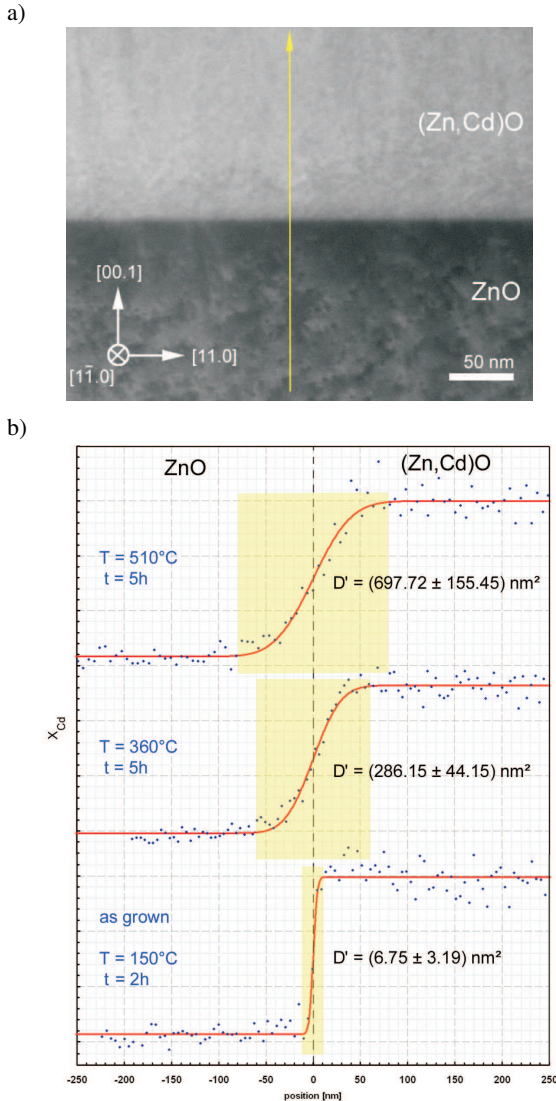 a)
(Zn,Cd)O
[00.1]
ZnO
[11.0]
[11̄.0]
50 nm
b)
ZnO (Zn,Cd)O
T = 510°C
t = 5h
D' = (697.72 ± 155.45) nm²
X_Cd
T = 360°C
t = 5h
D' = (286.15 ± 44.15) nm²
as grown
T = 150°C
t = 2h
D' = (6.75 ± 3.19) nm²
-250 -200 -150 -100 -50 0 50 100 150 200 250
position [nm]